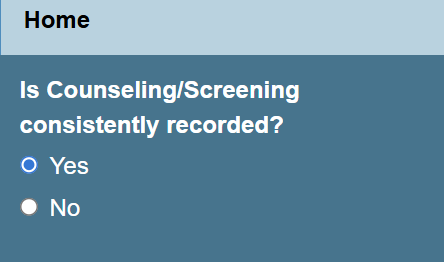 Home
Is Counseling/Screening
consistently recorded?
Yes
No